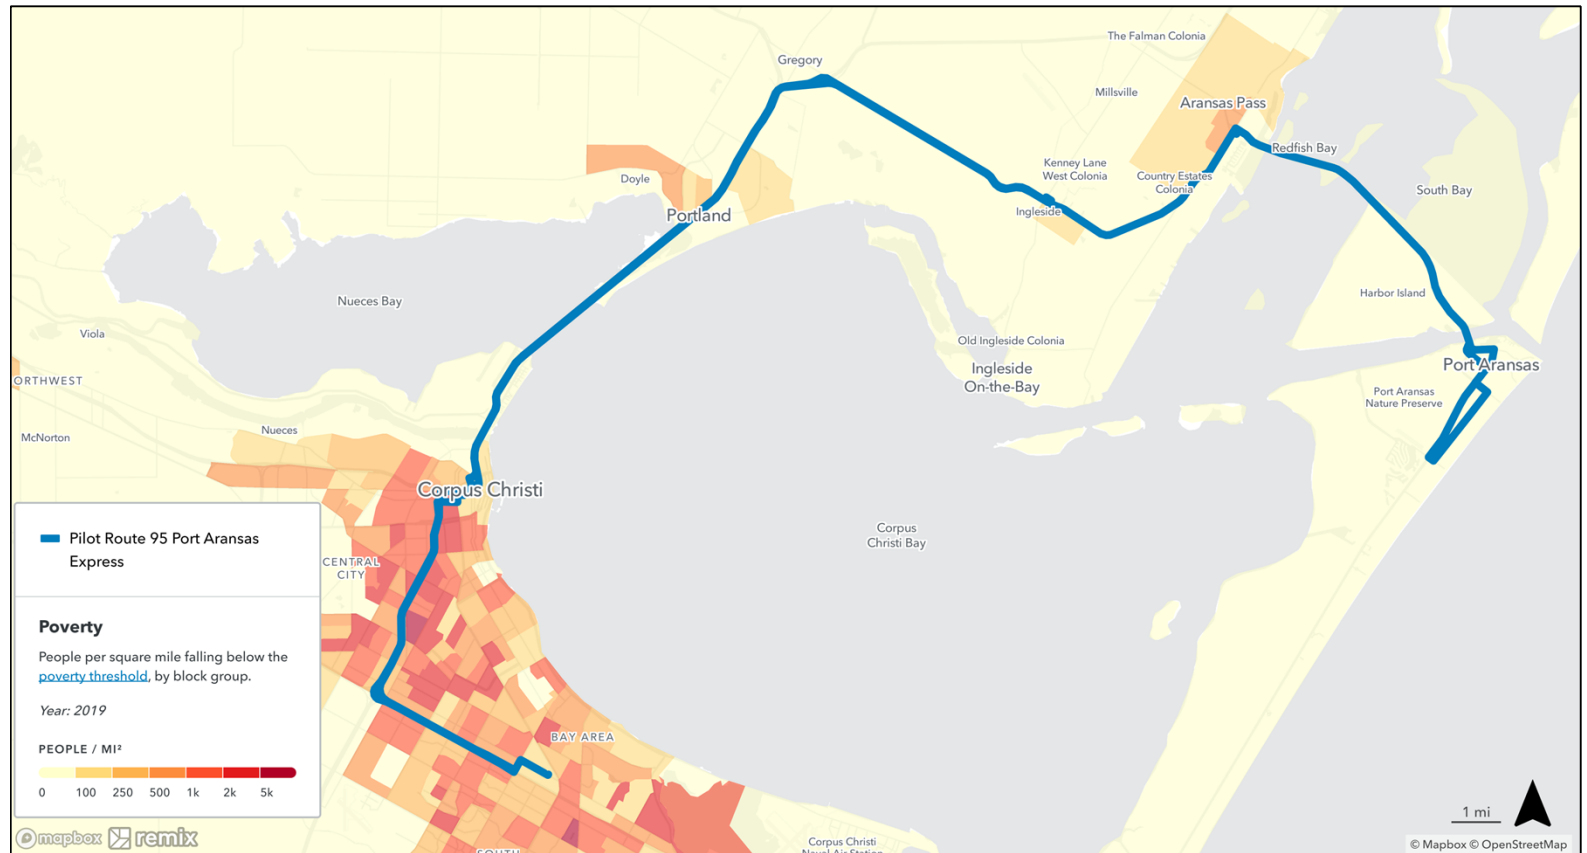 The Falman Colonia
Gregory
Millsville
Aransas Pass
Redfish Bay
Kenney Lane
West Colonia
Country Estates
Colonia
South Bay
Doyle
Ingleside
Portland
Nueces Bay
Harbor Island
Viola
Old Ingleside Colonia
Ingleside
On-the-Bay
Port Aransas
Port Aransas
Nature Preserve
ORTHWEST
McNorton
Nueces
Corpus Christi
Corpus
Christi Bay
CENTRAL
CITY
BAY AREA
SOUTH
Corpus Christi
Naval Air Station
Pilot Route 95 Port Aransas
Express
Poverty
People per square mile falling below the
poverty threshold, by block group.
Year: 2019
PEOPLE / MI²
0 100 250 500 1k 2k 5k
mapbox remix
1 mi
© Mapbox © OpenStreetMap